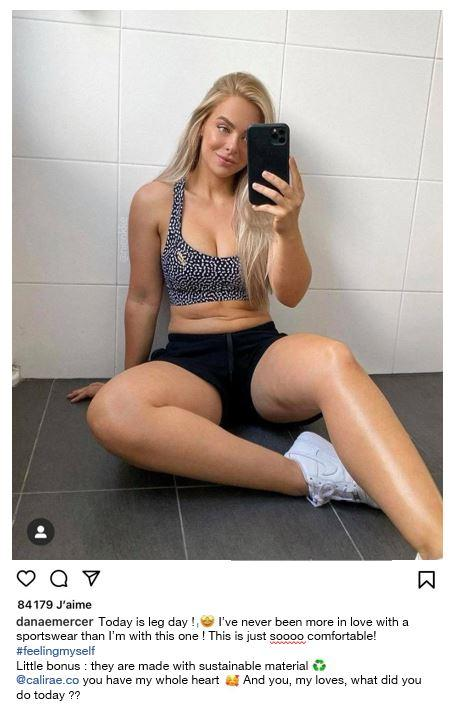 84 179 J'aime
danaemercer Today is leg day !,🤩 I've never been more in love with a
sportswear than I'm with this one ! This is just soooo comfortable!
#feelingmyself
Little bonus : they are made with sustainable material ♻️
@calirae.co you have my whole heart 🥰 And you, my loves, what did you
do today ??